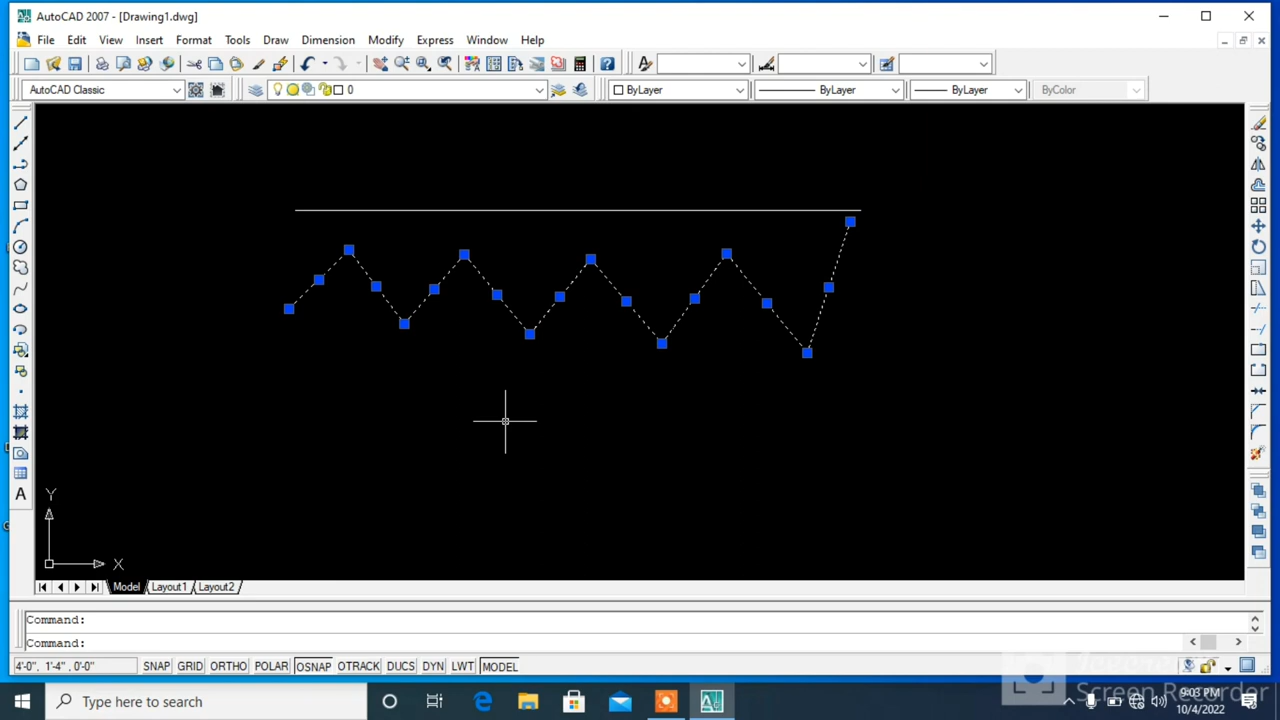 AutoCAD 2007 - [Drawing1.dwg]
File Edit View Insert Format Tools Draw Dimension Modify Express Window Help
AutoCAD Classic 0 ByLayer ByLayer ByLayer ByColor
A
Y
X
Model Layout1 Layout2
Command:
Command:
4'-0", 1'-4", 0'-0" SNAP GRID ORTHO POLAR OSNAP OTRACK DUCS DYN LWT MODEL
Icecream
Screen Recorder
Type here to search
9:03 PM
10/4/2022